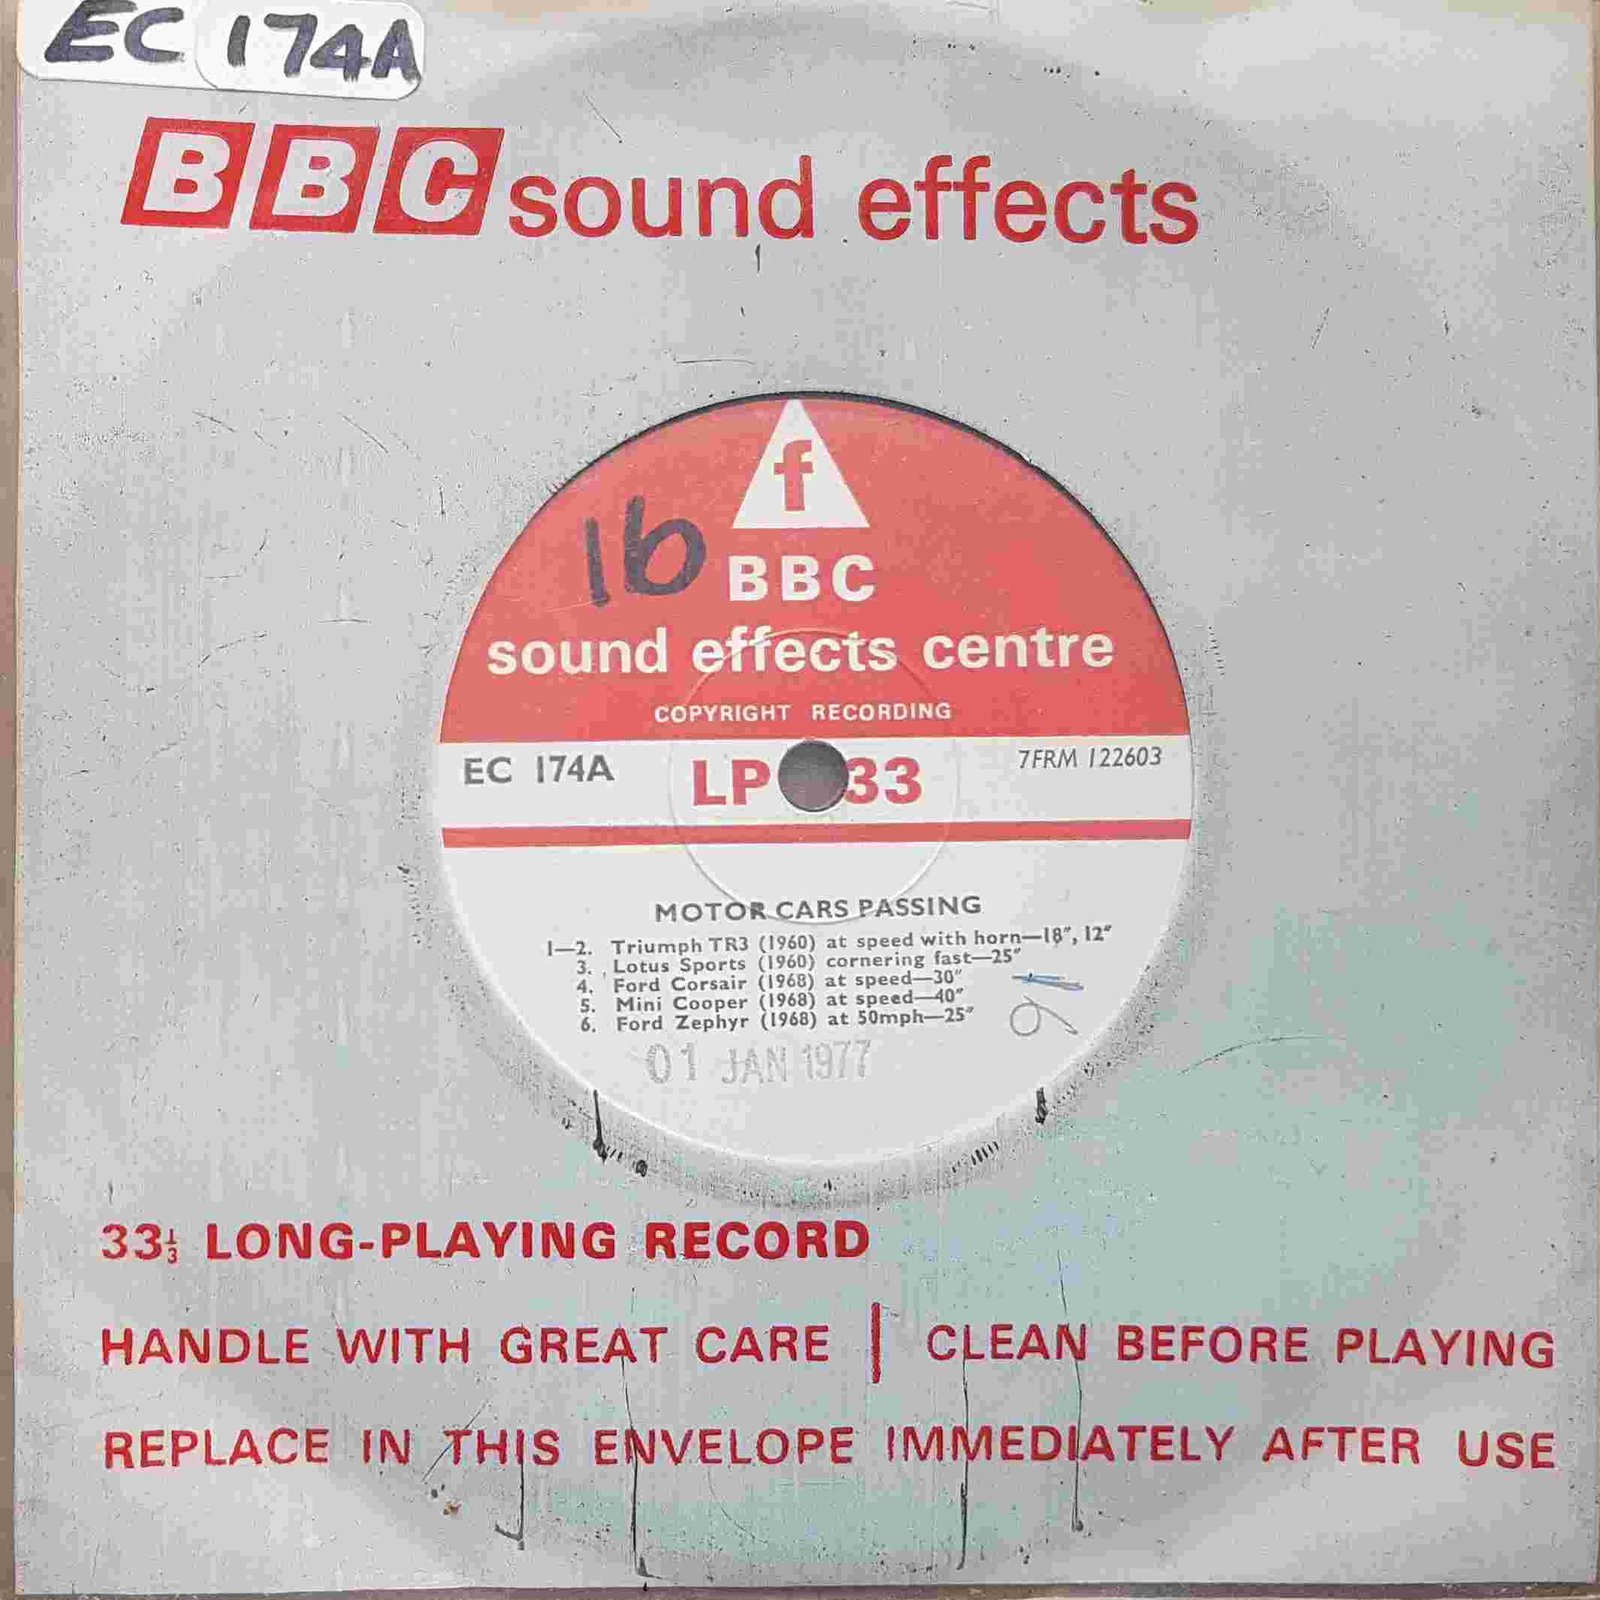 EC 174A
BBC sound effects
f
16
BBC
sound effects centre
COPYRIGHT RECORDING
EC 174A
LP 33
7FRM 122603
MOTOR CARS PASSING
1—2. Triumph TR3 (1960) at speed with horn—18", 12"
3. Lotus Sports (1960) cornering fast—25"
4. Ford Corsair (1968) at speed—30"
5. Mini Cooper (1968) at speed—40"
6. Ford Zephyr (1968) at 50mph—25"
01 JAN 1977
33⅓ LONG-PLAYING RECORD
HANDLE WITH GREAT CARE | CLEAN BEFORE PLAYING
REPLACE IN THIS ENVELOPE IMMEDIATELY AFTER USE